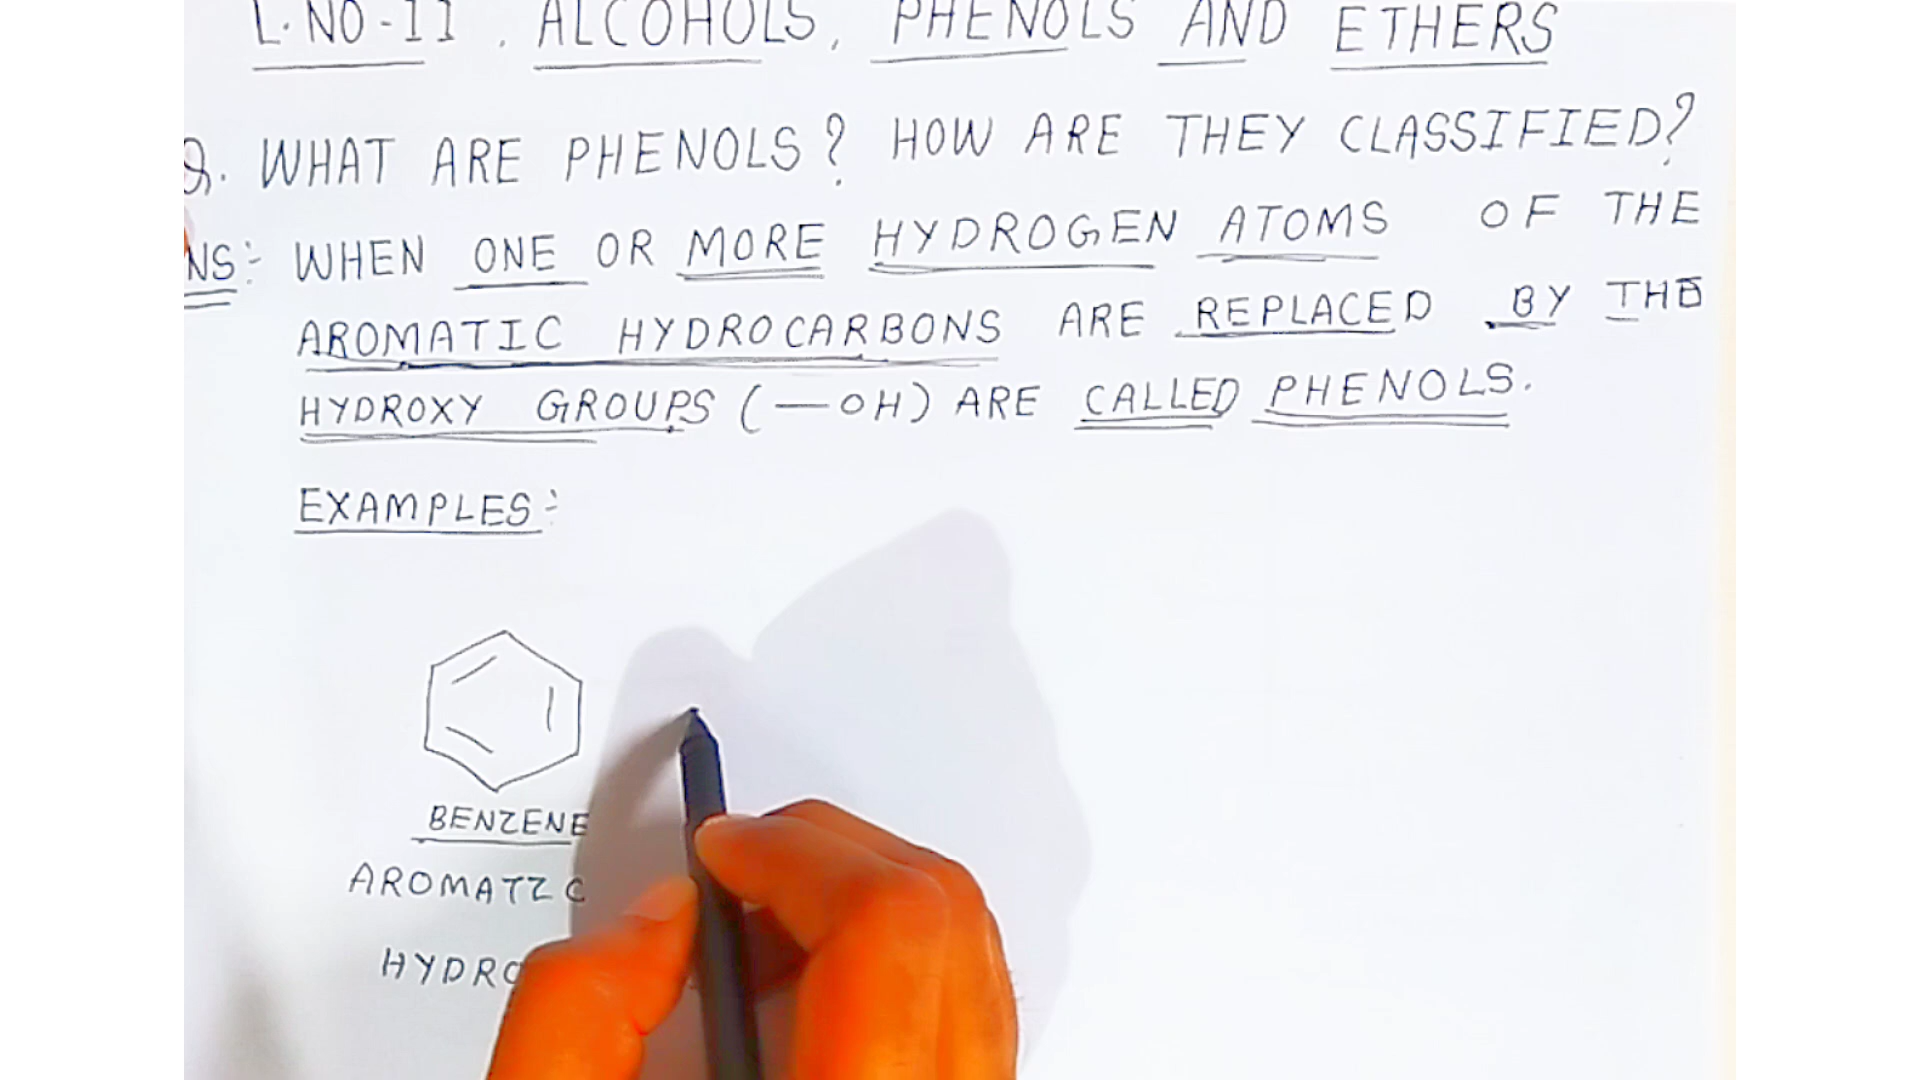 L.NO-11. ALCOHOLS, PHENOLS AND ETHERS
Q. WHAT ARE PHENOLS? HOW ARE THEY CLASSIFIED?
NS:- WHEN ONE OR MORE HYDROGEN ATOMS OF THE
AROMATIC HYDROCARBONS ARE REPLACED BY THE
HYDROXY GROUPS (—OH) ARE CALLED PHENOLS.
EXAMPLES:-
BENZENE
AROMATIC
HYDRO